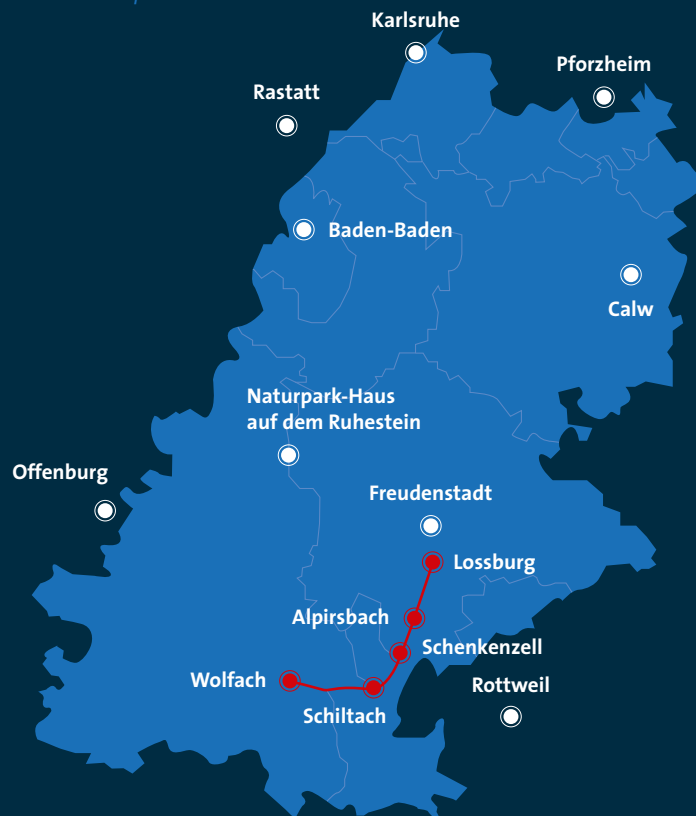 Karlsruhe
Pforzheim
Rastatt
Baden-Baden
Calw
Naturpark-Haus
auf dem Ruhestein
Offenburg
Freudenstadt
Lossburg
Alpirsbach
Schenkenzell
Wolfach
Rottweil
Schiltach